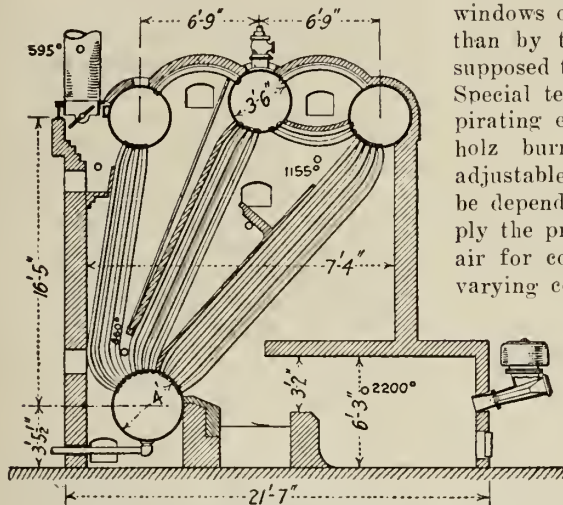 6'-9"
6'-9"
595°
3'-6"
1155°
16'-5"
7'-4"
4'
3'-2"
2200°
6'-3"
3'-5½"
21'-7"
windows o
than by t
supposed t
Special te
pirating e
holz burn
adjustable
be depend
ply the pr
air for co
varying co